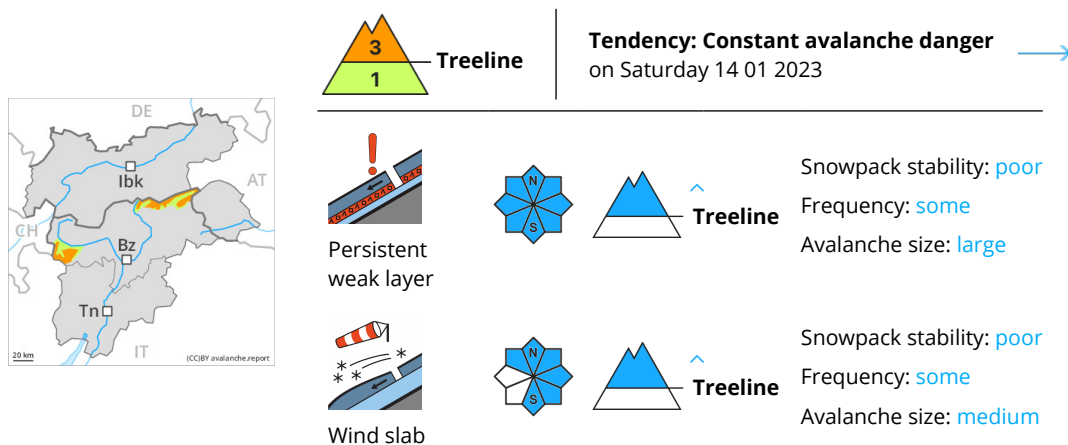 3
1
Treeline
Tendency: Constant avalanche danger
on Saturday 14 01 2023
DE
Ibk
AT
CH
Bz
Tn
IT
20 km
(CC)BY avalanche.report
Persistent
weak layer
N
S
Treeline
Snowpack stability: poor
Frequency: some
Avalanche size: large
Wind slab
N
S
Treeline
Snowpack stability: poor
Frequency: some
Avalanche size: medium